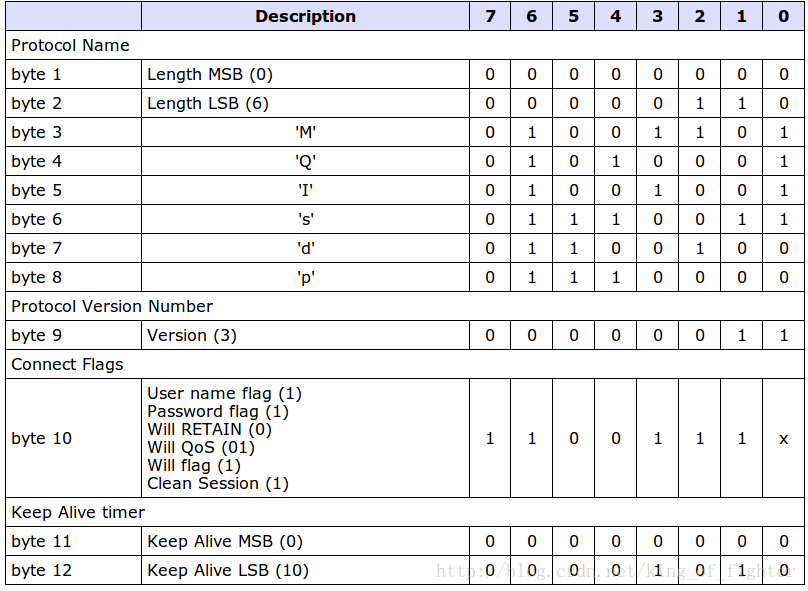 Description 7 6 5 4 3 2 1 0
Protocol Name
byte 1 Length MSB (0) 0 0 0 0 0 0 0 0
byte 2 Length LSB (6) 0 0 0 0 0 1 1 0
byte 3 'M' 0 1 0 0 1 1 0 1
byte 4 'Q' 0 1 0 1 0 0 0 1
byte 5 'I' 0 1 0 0 1 0 0 1
byte 6 's' 0 1 1 1 0 0 1 1
byte 7 'd' 0 1 1 0 0 1 0 0
byte 8 'p' 0 1 1 1 0 0 0 0
Protocol Version Number
byte 9 Version (3) 0 0 0 0 0 0 1 1
Connect Flags
User name flag (1)
Password flag (1)
Will RETAIN (0)
byte 10 Will QoS (01) 1 1 0 0 1 1 1 x
Will flag (1)
Clean Session (1)
Keep Alive timer
byte 11 Keep Alive MSB (0) 0 0 0 0 0 0 0 0
byte 12 Keep Alive LSB (10) 0 0 0 0 1 0 1 0
http://blog.csdn.net/king_of_fighter